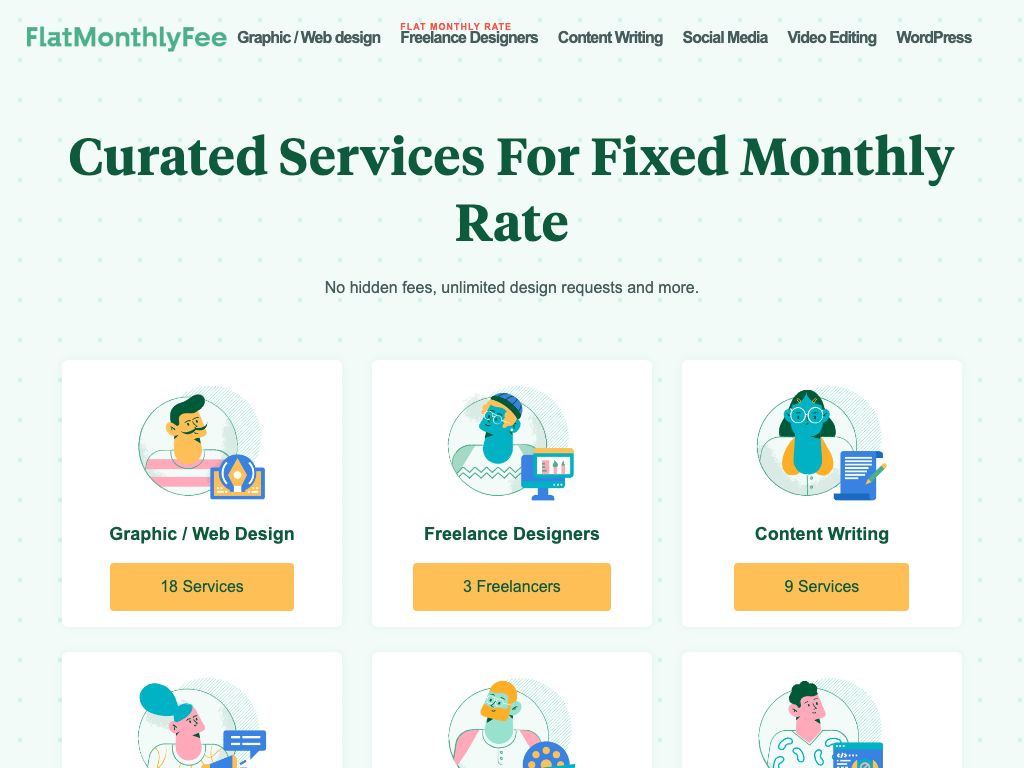 FlatMonthlyFee
Graphic / Web design
FLAT MONTHLY RATE
Freelance Designers
Content Writing
Social Media
Video Editing
WordPress
Curated Services For Fixed Monthly
Rate
No hidden fees, unlimited design requests and more.
Graphic / Web Design
18 Services
Freelance Designers
3 Freelancers
Content Writing
9 Services